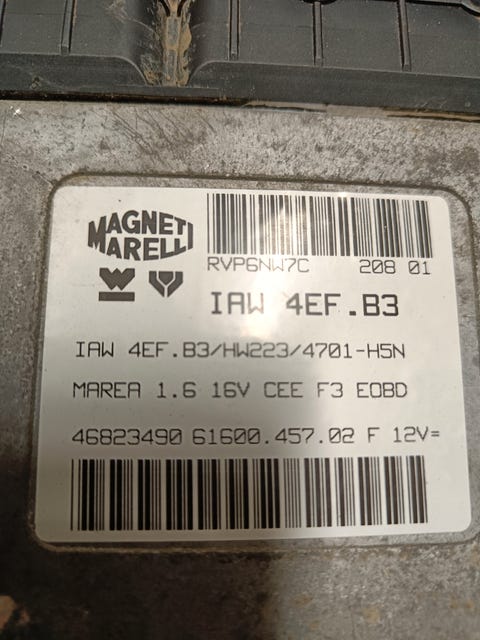 MAGNETI
MARELLI
RVP6NW7C 208 01
IAW 4EF.B3
IAW 4EF.B3/HW223/4701-H5N
MAREA 1.6 16V CEE F3 EOBD
46823490 61600.457.02 F 12V=